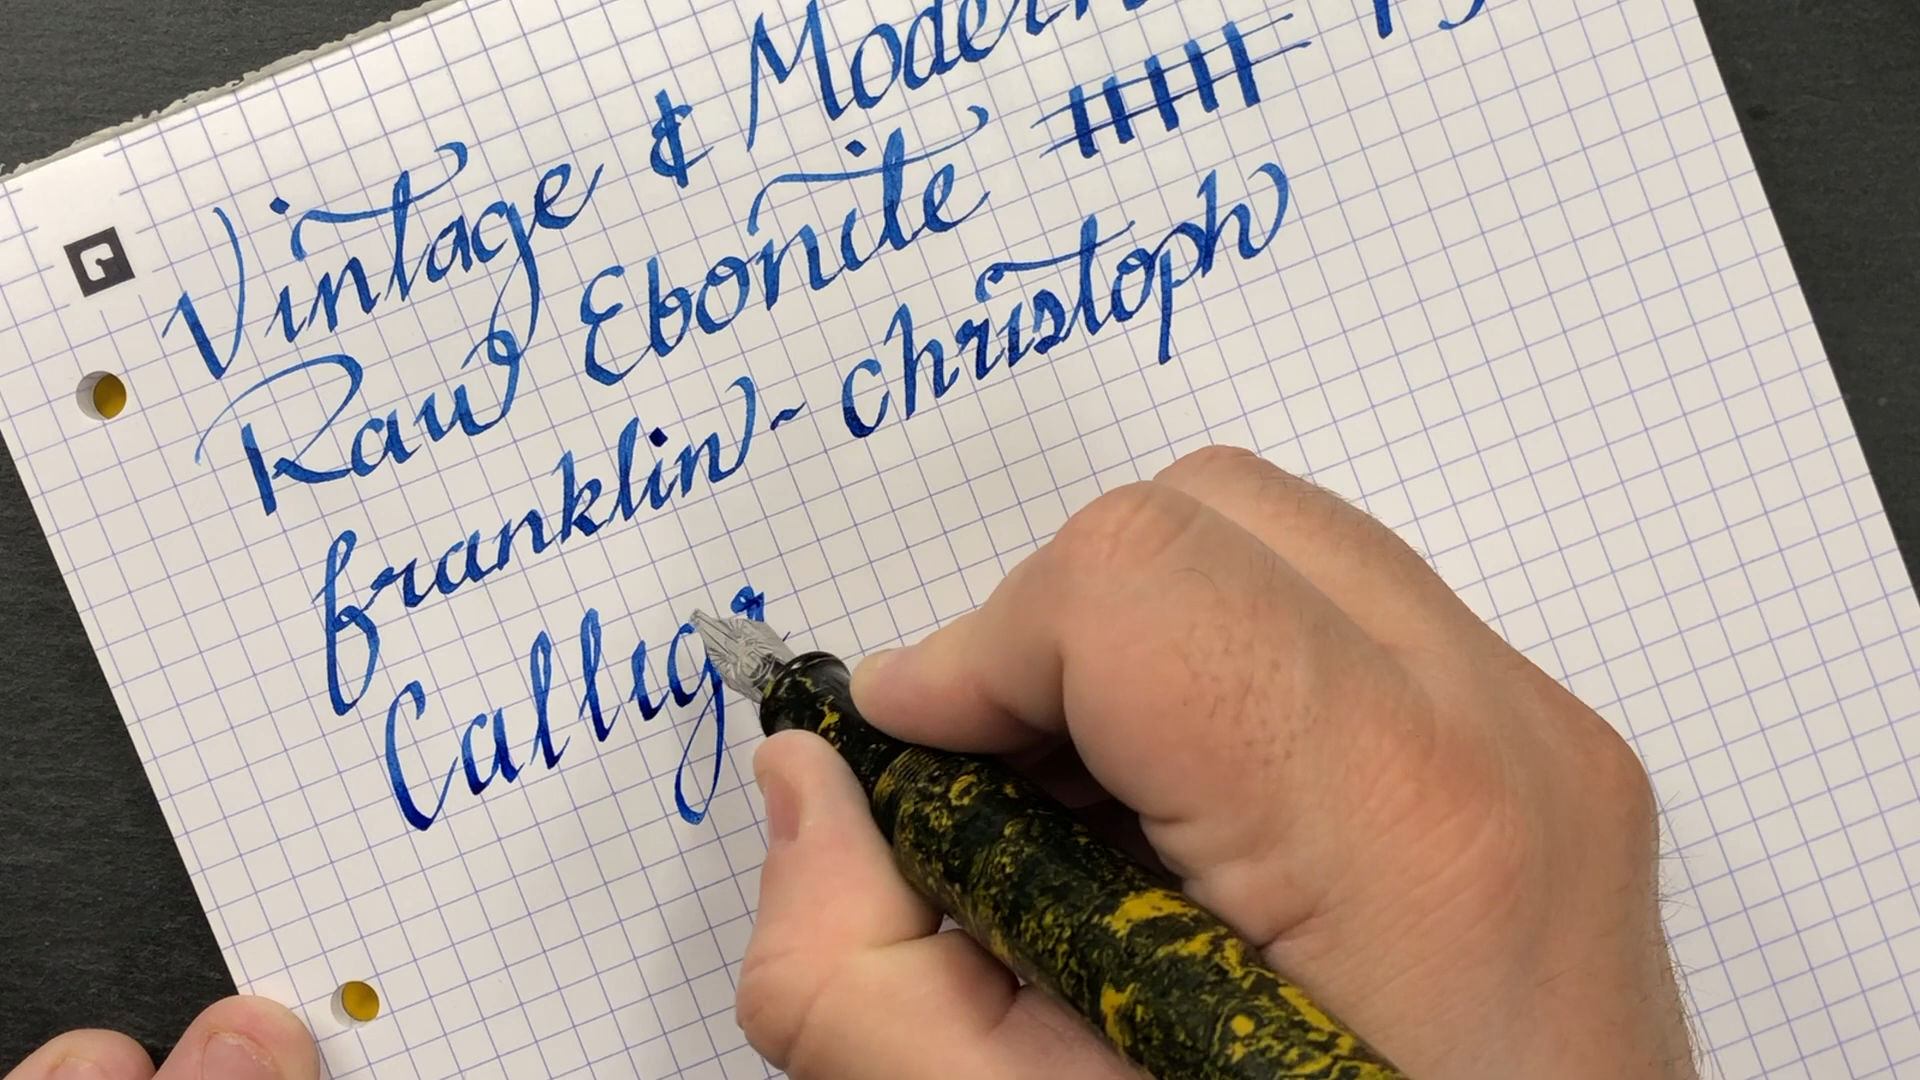 Vintage & Modern
Raw Ebonite
franklin-christoph
Callig